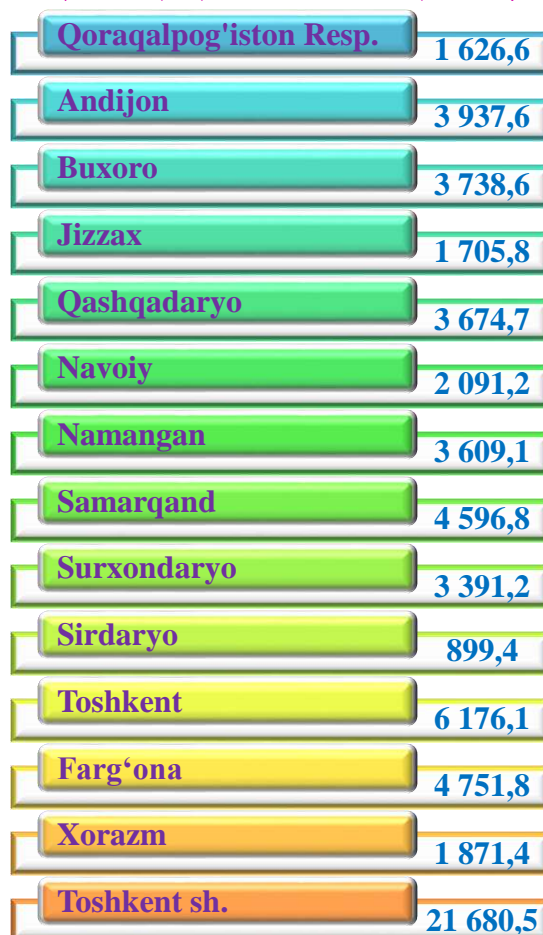 Qoraqalpog'iston Resp.
1 626,6
Andijon
3 937,6
Buxoro
3 738,6
Jizzax
1 705,8
Qashqadaryo
3 674,7
Navoiy
2 091,2
Namangan
3 609,1
Samarqand
4 596,8
Surxondaryo
3 391,2
Sirdaryo
899,4
Toshkent
6 176,1
Farg‘ona
4 751,8
Xorazm
1 871,4
Toshkent sh.
21 680,5